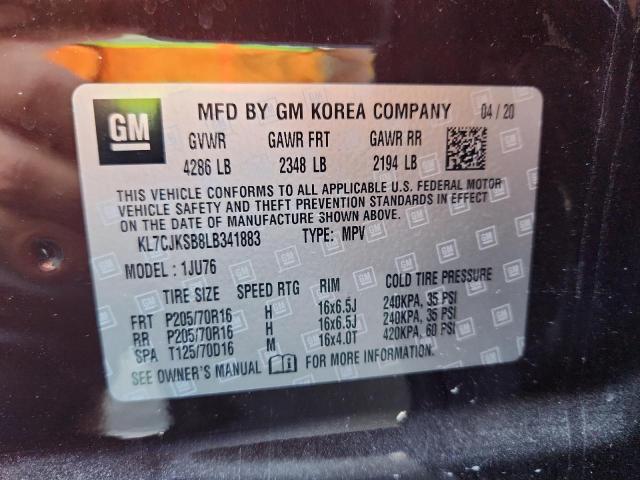 GM MFD BY GM KOREA COMPANY 04/20
GVWR GAWR FRT GAWR RR
4286 LB 2348 LB 2194 LB
THIS VEHICLE CONFORMS TO ALL APPLICABLE U.S. FEDERAL MOTOR
VEHICLE SAFETY AND THEFT PREVENTION STANDARDS IN EFFECT
ON THE DATE OF MANUFACTURE SHOWN ABOVE.
KL7CJKSB8LB341883 TYPE: MPV
MODEL : 1JU76
TIRE SIZE SPEED RTG RIM COLD TIRE PRESSURE
FRT P205/70R16 H 16x6.5J 240KPA, 35 PSI
RR P205/70R16 H 16x6.5J 240KPA, 35 PSI
SPA T125/70D16 M 16x4.0T 420KPA, 60 PSI
SEE OWNER'S MANUAL FOR MORE INFORMATION